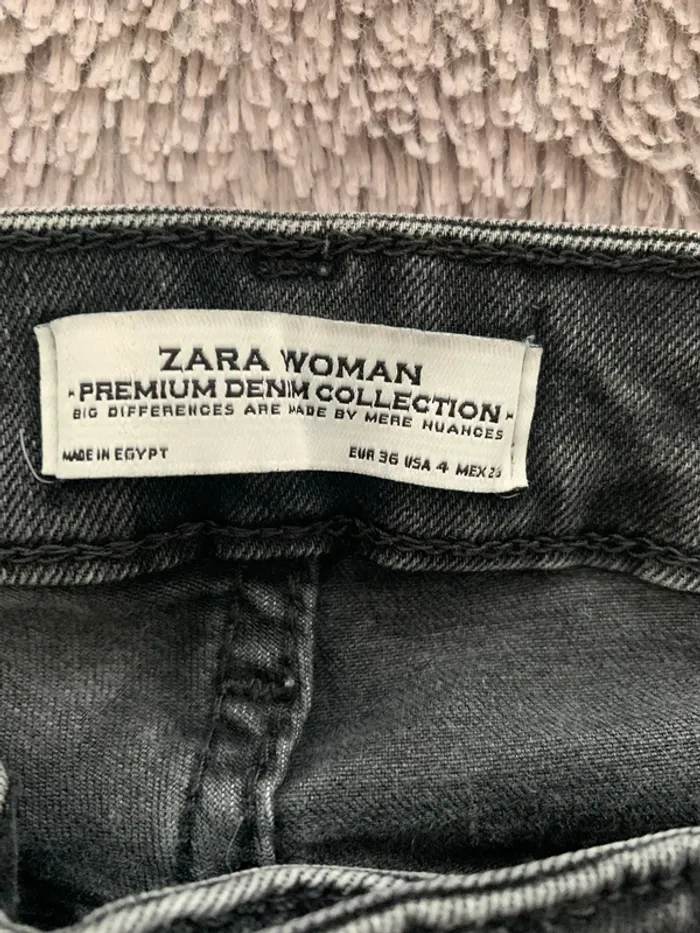 ZARA WOMAN
• PREMIUM DENIM COLLECTION •
BIG DIFFERENCES ARE MADE BY MERE NUANCES
MADE IN EGYPT EUR 36 USA 4 MEX